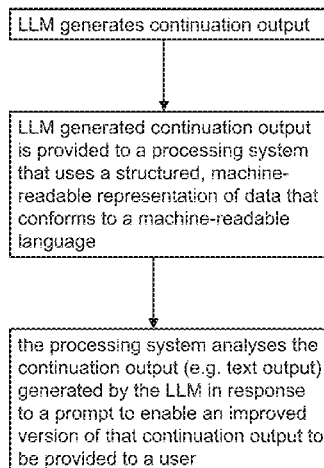 LLM generates continuation output
LLM generated continuation output
is provided to a processing system
that uses a structured, machine-
readable representation of data that
conforms to a machine-readable
language
the processing system analyses the
continuation output (e.g. text output)
generated by the LLM in response
to a prompt to enable an improved
version of that continuation output to
be provided to a user